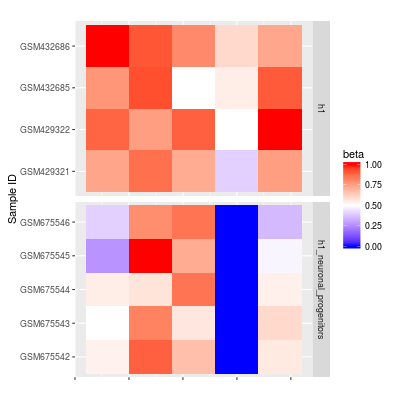 Sample ID
GSM432686
GSM432685
GSM429322
GSM429321
h1
GSM675546
GSM675545
GSM675544
GSM675543
GSM675542
h1_neuronal_progenitors
beta
1.00
0.75
0.50
0.25
0.00